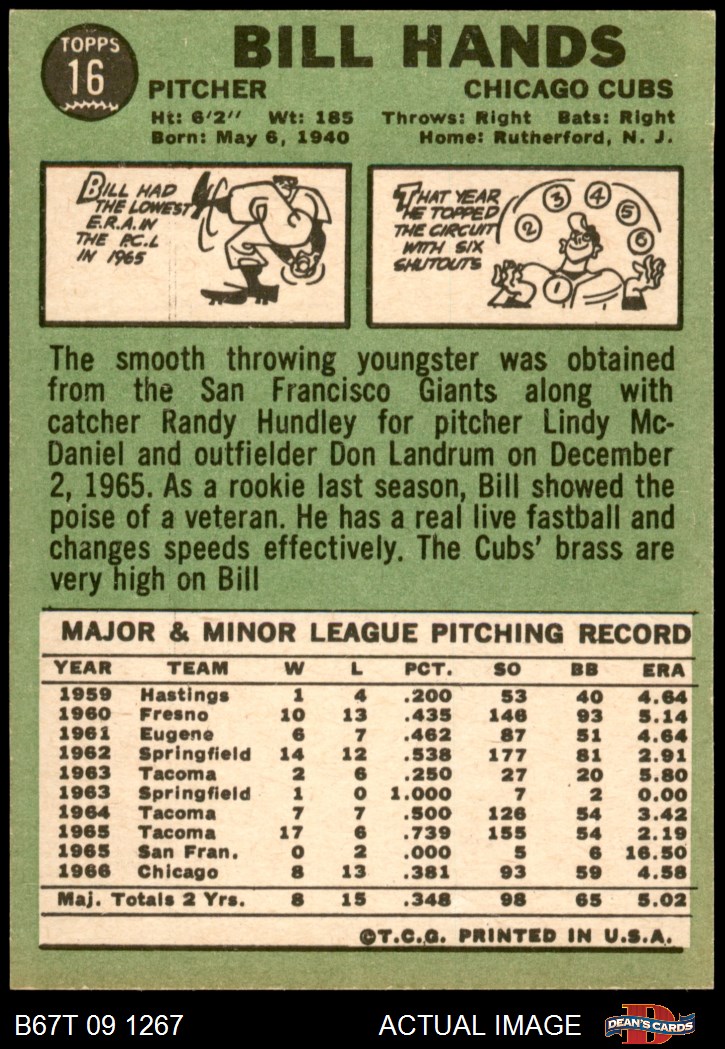 TOPPS
16
BILL HANDS
PITCHER CHICAGO CUBS
Ht: 6'2" Wt: 185 Throws: Right Bats: Right
Born: May 6, 1940 Home: Rutherford, N. J.
BILL HAD
THE LOWEST
E.R.A. IN
THE P.C.L
IN 1965
THAT YEAR
HE TOPPED
THE CIRCUIT
WITH SIX
SHUTOUTS
1 2 3 4 5 6
The smooth throwing youngster was obtained
from the San Francisco Giants along with
catcher Randy Hundley for pitcher Lindy Mc-
Daniel and outfielder Don Landrum on December
2, 1965. As a rookie last season, Bill showed the
poise of a veteran. He has a real live fastball and
changes speeds effectively. The Cubs' brass are
very high on Bill
MAJOR & MINOR LEAGUE PITCHING RECORD
YEAR TEAM W L PCT. SO BB ERA
1959 Hastings 1 4 .200 53 40 4.64
1960 Fresno 10 13 .435 146 93 5.14
1961 Eugene 6 7 .462 87 51 4.64
1962 Springfield 14 12 .538 177 81 2.91
1963 Tacoma 2 6 .250 27 20 5.80
1963 Springfield 1 0 1.000 7 2 0.00
1964 Tacoma 7 7 .500 126 54 3.42
1965 Tacoma 17 6 .739 155 54 2.19
1965 San Fran. 0 2 .000 5 6 16.50
1966 Chicago 8 13 .381 93 59 4.58
Maj. Totals 2 Yrs. 8 15 .348 98 65 5.02
©T.C.G. PRINTED IN U.S.A.
B67T 09 1267 ACTUAL IMAGE D DEAN'S CARDS